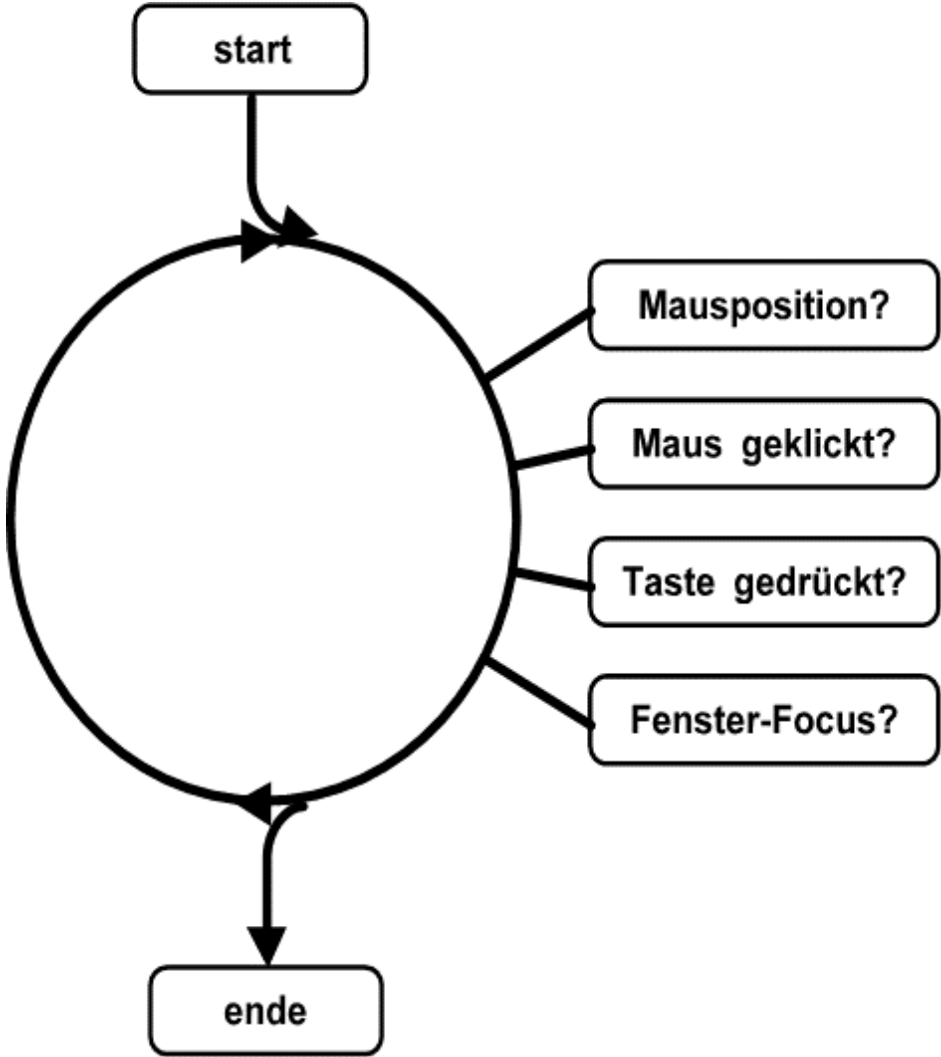 start
Mausposition?
Maus geklickt?
Taste gedrückt?
Fenster-Focus?
ende